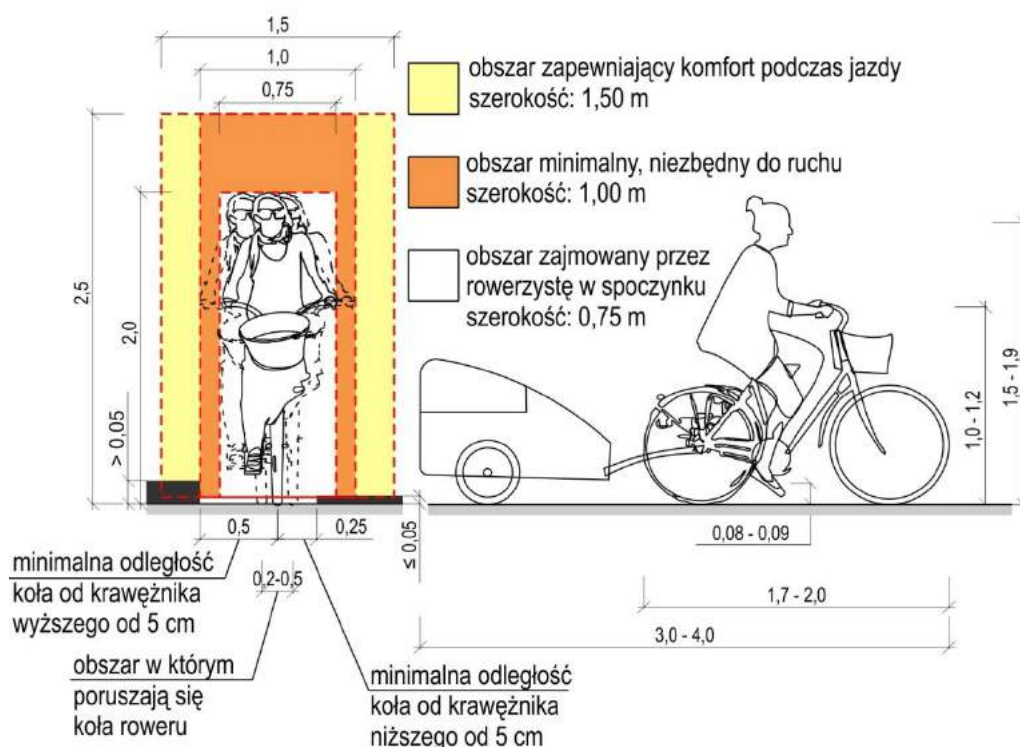 1,5
1,0
0,75
obszar zapewniający komfort podczas jazdy
szerokość: 1,50 m
obszar minimalny, niezbędny do ruchu
szerokość: 1,00 m
obszar zajmowany przez
rowerzystę w spoczynku
szerokość: 0,75 m
2,5
2,0
> 0,05
1,5 - 1,9
1,0 - 1,2
0,5
0,25
≤ 0,05
0,08 - 0,09
minimalna odległość
koła od krawężnika
wyższego od 5 cm
0,2-0,5
1,7 - 2,0
3,0 - 4,0
obszar w którym
poruszają się
koła roweru
minimalna odległość
koła od krawężnika
niższego od 5 cm